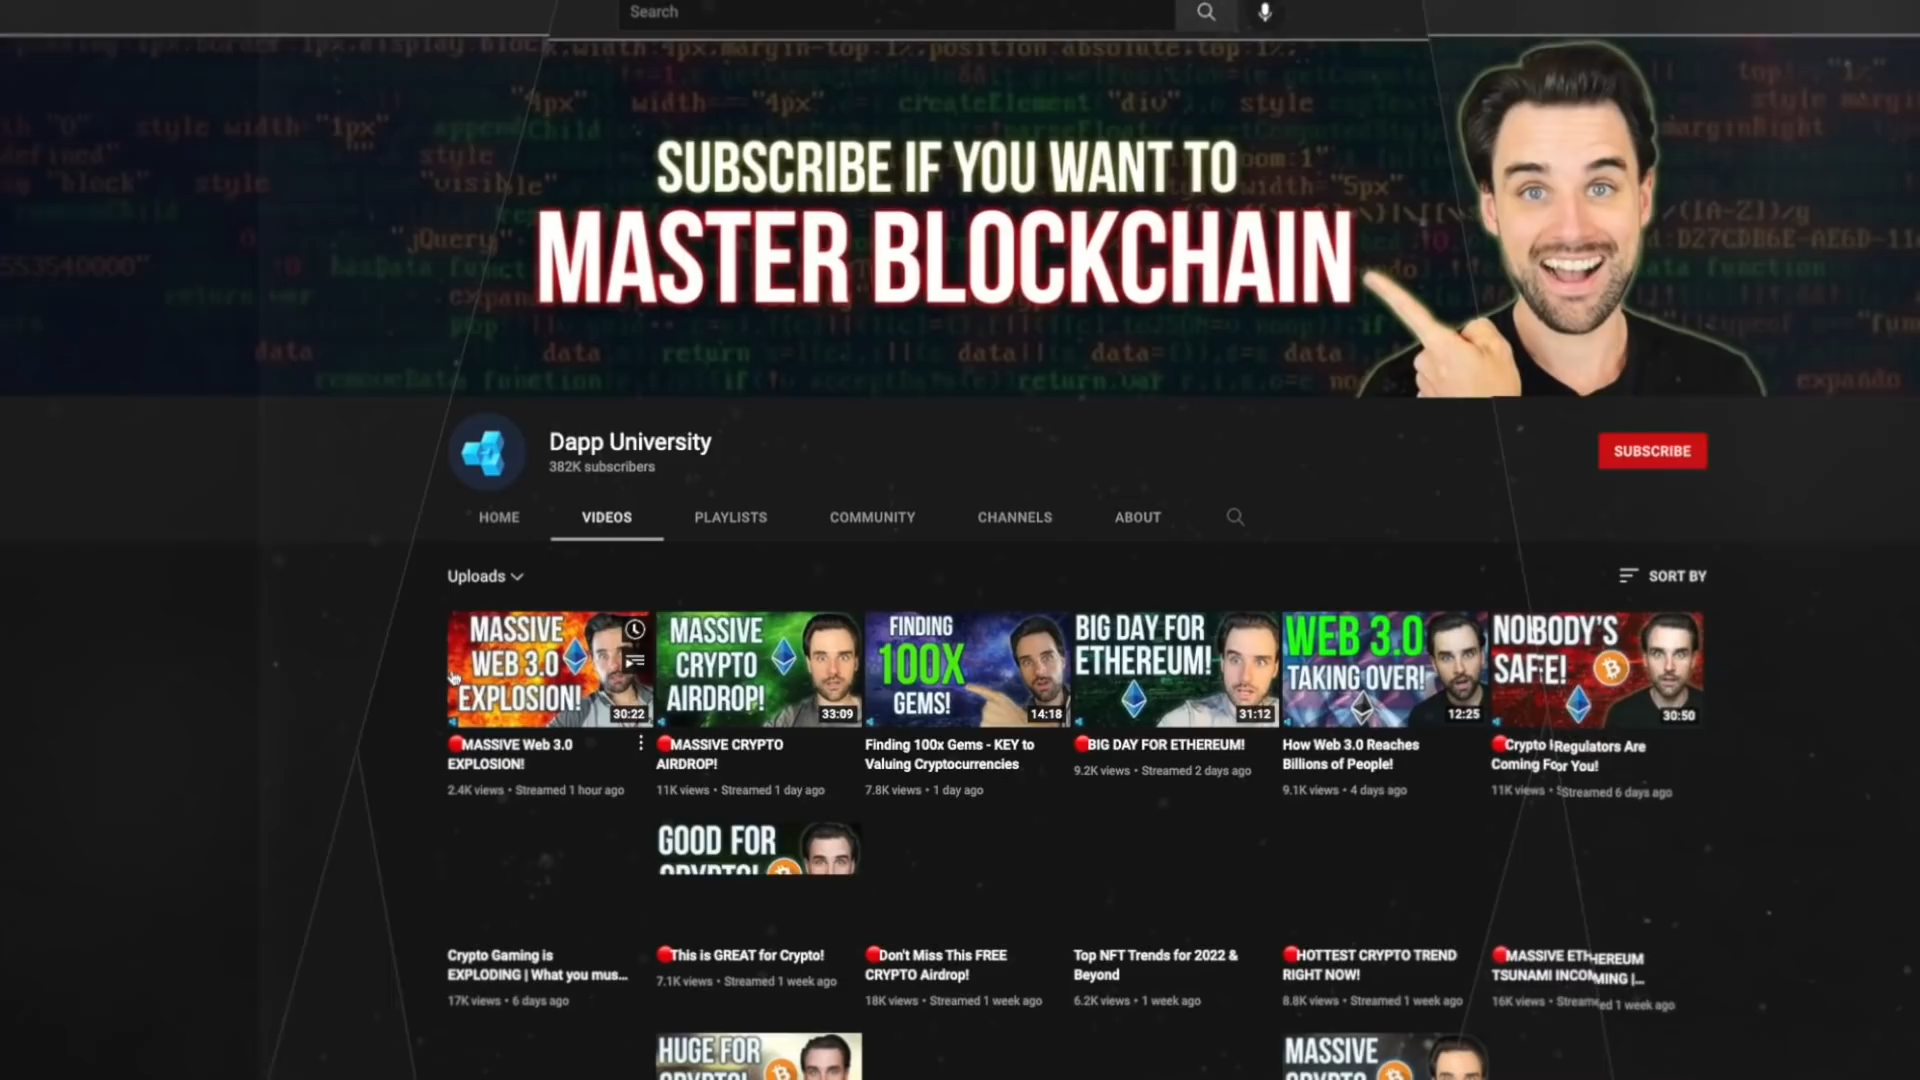 Search
SUBSCRIBE IF YOU WANT TO
MASTER BLOCKCHAIN
Dapp University
382K subscribers
SUBSCRIBE
HOME
VIDEOS
PLAYLISTS
COMMUNITY
CHANNELS
ABOUT
Uploads
SORT BY
MASSIVE
WEB 3.0
EXPLOSION!
30:22
MASSIVE
CRYPTO
AIRDROP!
33:09
FINDING
100X
GEMS!
14:18
BIG DAY FOR
ETHEREUM!
31:12
WEB 3.0
TAKING OVER!
12:25
NOBODY'S
SAFE!
30:50
MASSIVE Web 3.0
EXPLOSION!
2.4K views • Streamed 1 hour ago
MASSIVE CRYPTO
AIRDROP!
11K views • Streamed 1 day ago
Finding 100x Gems - KEY to
Valuing Cryptocurrencies
7.8K views • 1 day ago
BIG DAY FOR ETHEREUM!
9.2K views • Streamed 2 days ago
How Web 3.0 Reaches
Billions of People!
9.1K views • 4 days ago
Crypto Regulators Are
Coming For You!
11K views • Streamed 6 days ago
GOOD FOR
CRYPTO!
Crypto Gaming is
EXPLODING | What you mus...
17K views • 6 days ago
This is GREAT for Crypto!
7.1K views • Streamed 1 week ago
Don't Miss This FREE
CRYPTO Airdrop!
18K views • Streamed 1 week ago
Top NFT Trends for 2022 &
Beyond
6.2K views • 1 week ago
HOTTEST CRYPTO TREND
RIGHT NOW!
8.8K views • Streamed 1 week ago
MASSIVE ETHEREUM
TSUNAMI INCOMING |...
16K views • Streamed 1 week ago
HUGE FOR
CRYPTO!
MASSIVE
CRYPTO